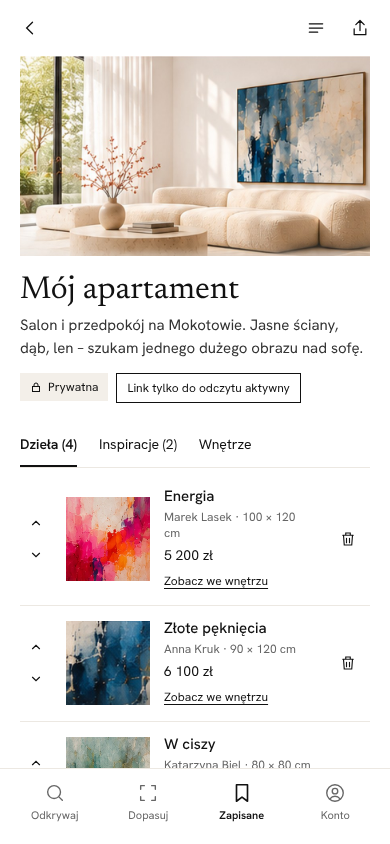 Mój apartament
Salon i przedpokój na Mokotowie. Jasne ściany,
dąb, len – szukam jednego dużego obrazu nad sofę.
Prywatna
Link tylko do odczytu aktywny
Dzieła (4)
Inspiracje (2)
Wnętrze
Energia
Marek Lasek · 100 × 120
cm
5 200 zł
Zobacz we wnętrzu
Złote pęknięcia
Anna Kruk · 90 × 120 cm
6 100 zł
Zobacz we wnętrzu
W ciszy
Katarzyna Biel · 80 × 80 cm
Odkrywaj
Dopasuj
Zapisane
Konto